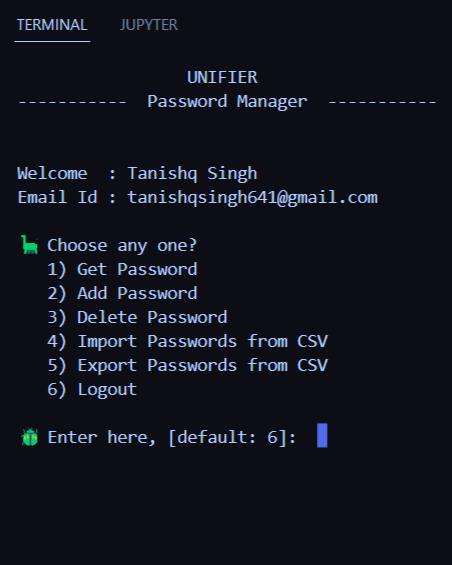 TERMINAL JUPYTER
UNIFIER
----------- Password Manager -----------
Welcome : Tanishq Singh
Email Id : tanishqsingh641@gmail.com
Choose any one?
1) Get Password
2) Add Password
3) Delete Password
4) Import Passwords from CSV
5) Export Passwords from CSV
6) Logout
Enter here, [default: 6]: